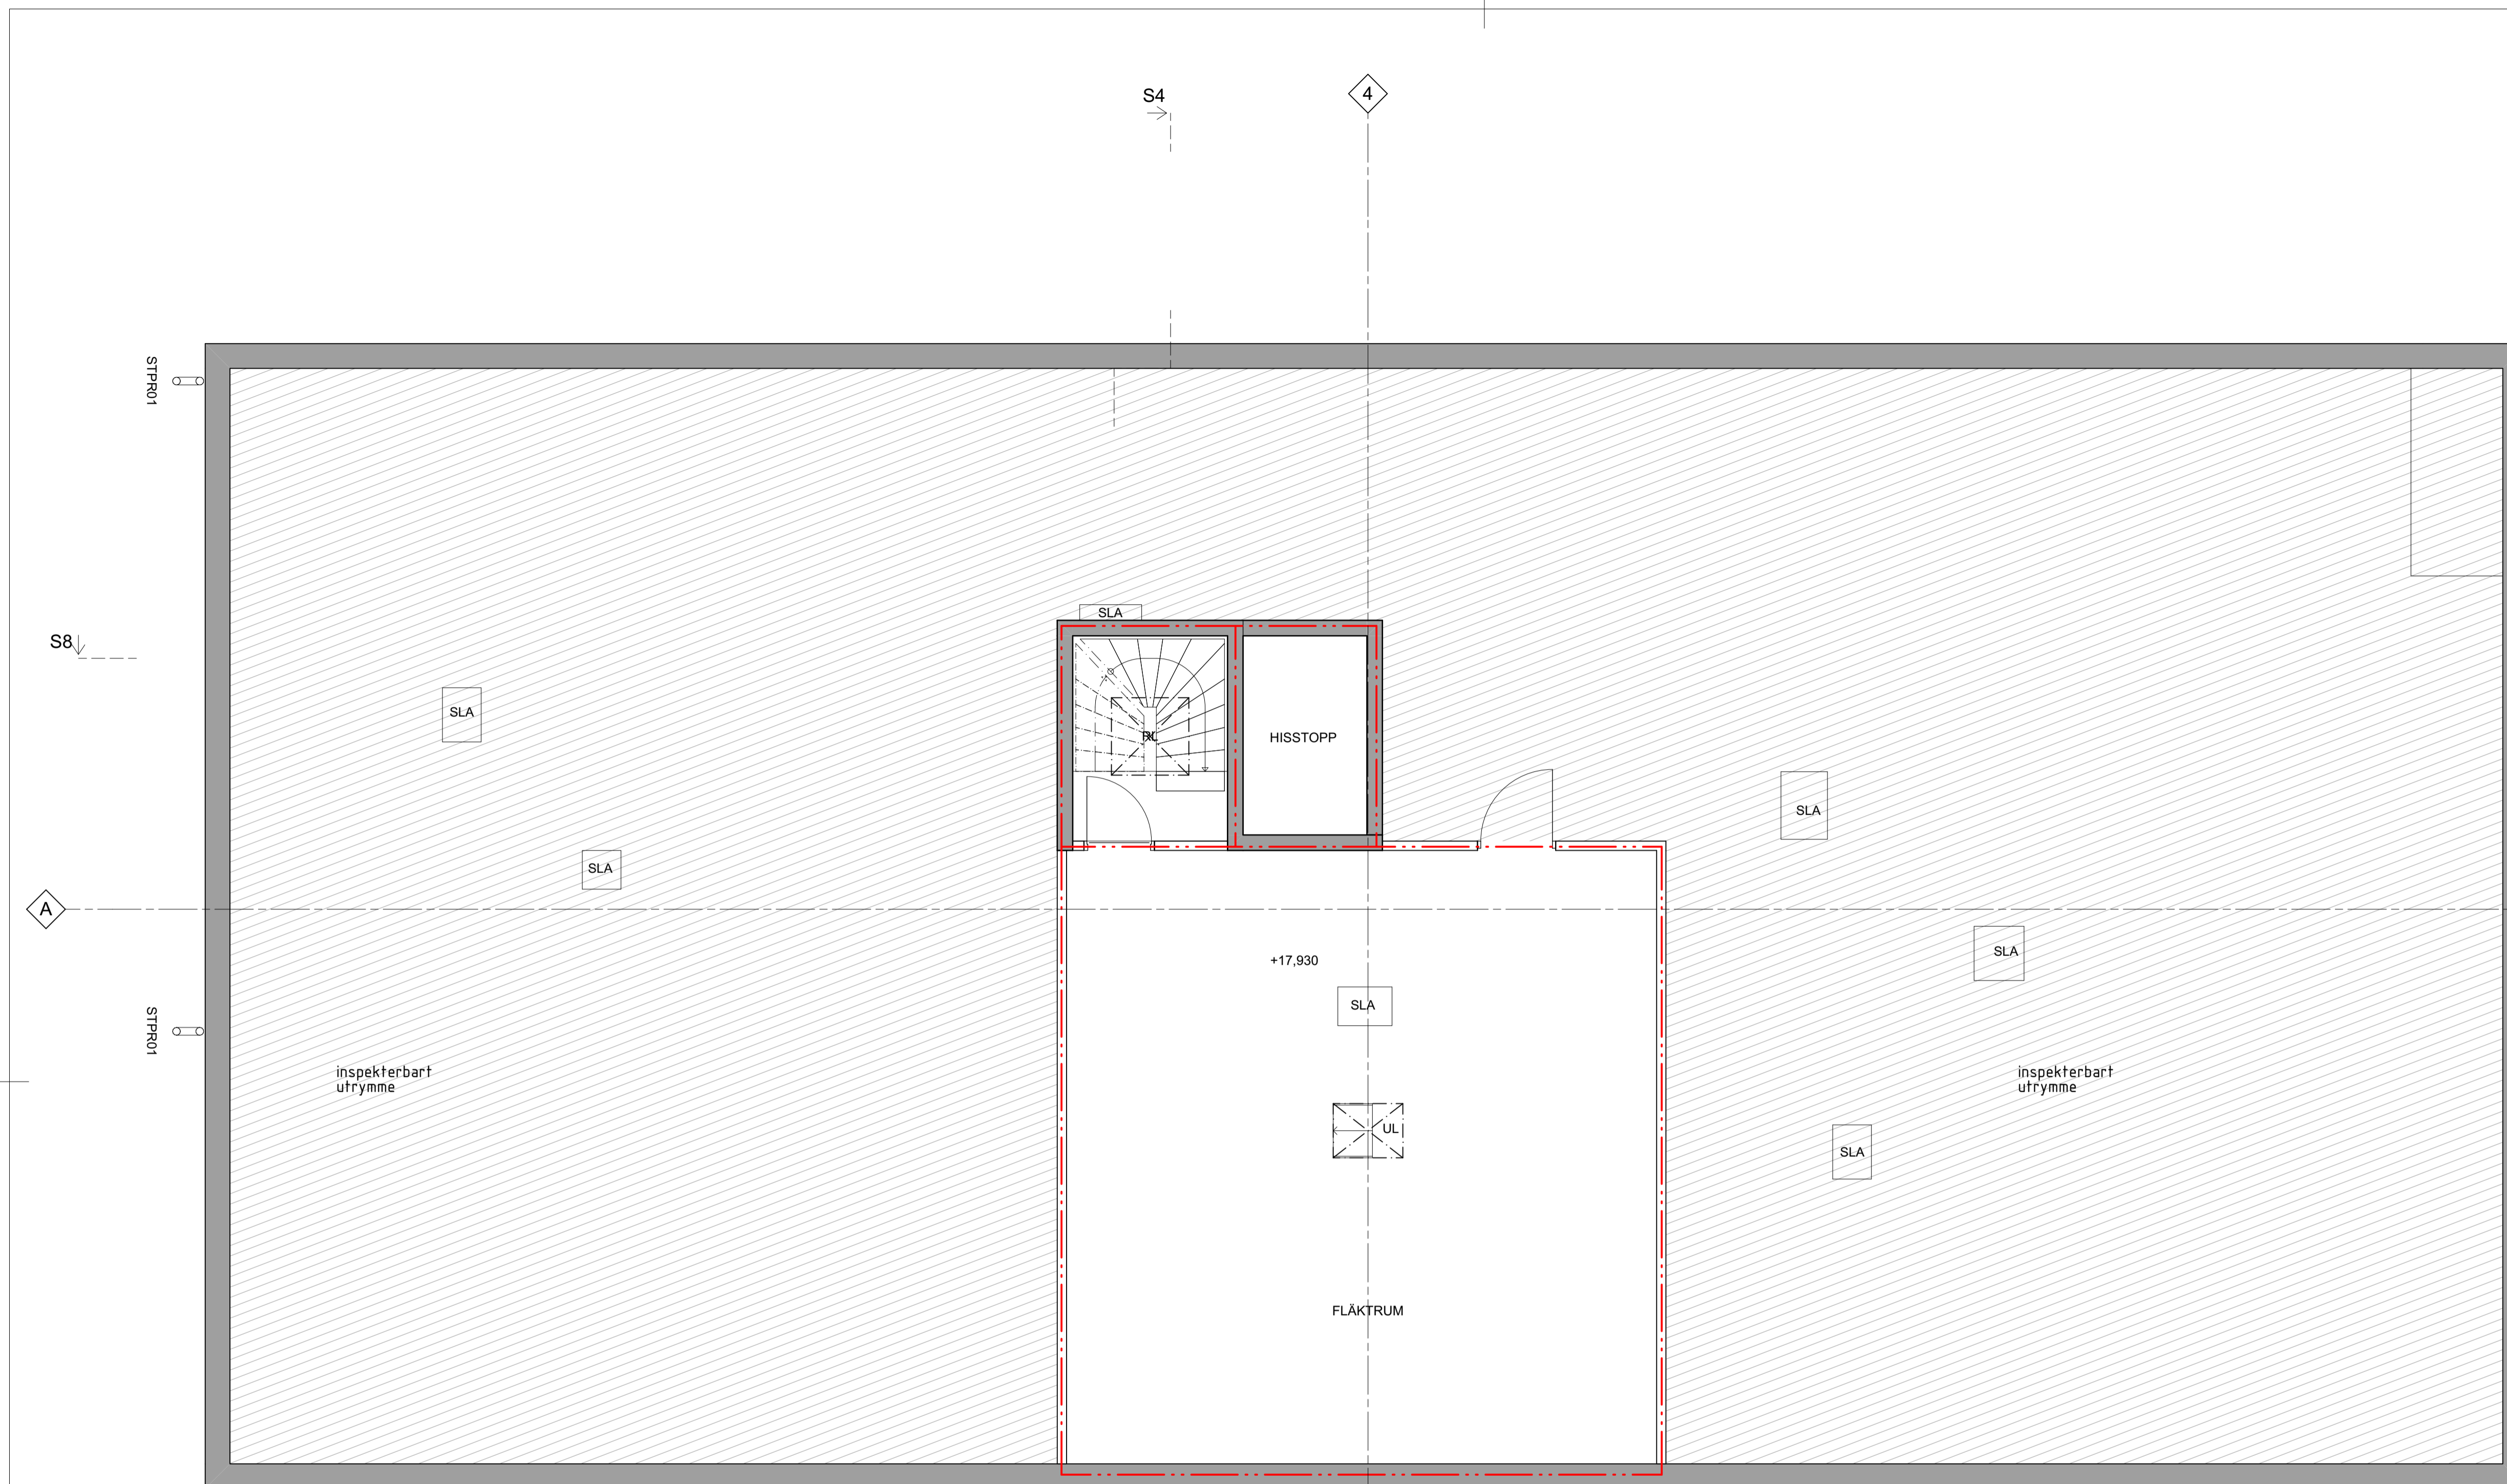 4
S4
STPR01
SLA
S8
SLA
RL
HISSTOPP
SLA
SLA
A
SLA
+17,930
SLA
STPR01
inspekterbart
utrymme
inspekterbart
utrymme
UL
SLA
FLÄKTRUM